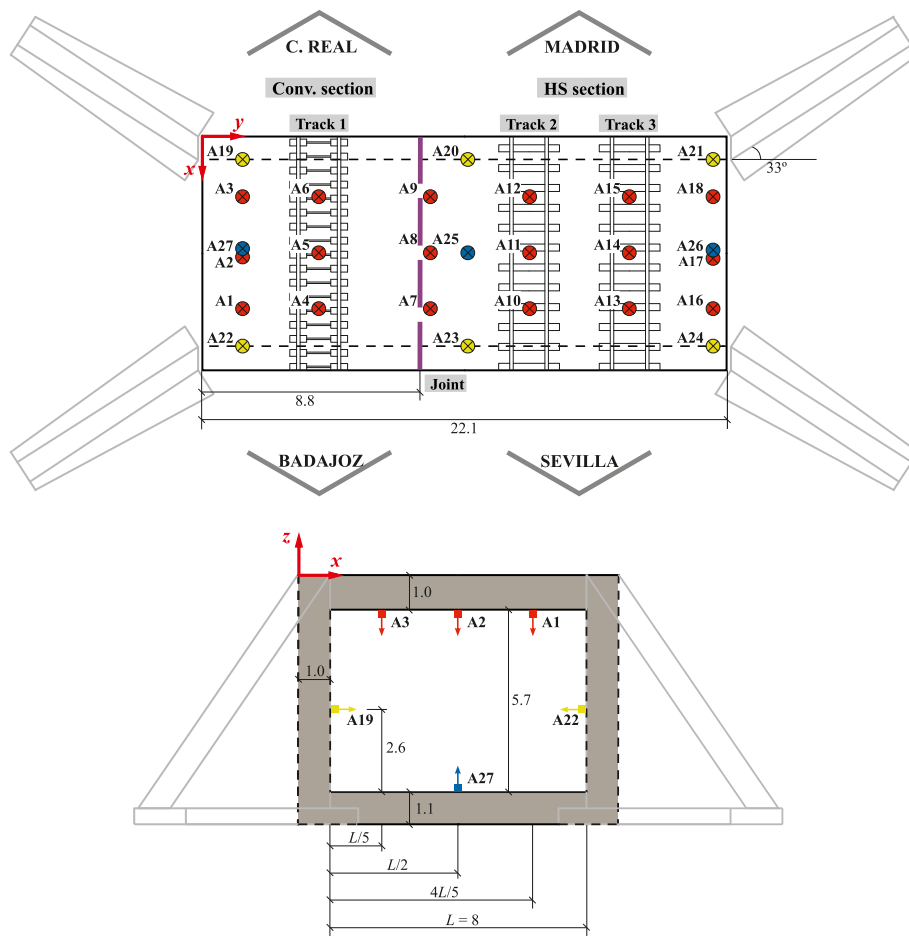 C. REAL MADRID
Conv. section HS section
Track 1 Track 2 Track 3
y
x
A19 A20 A21
33º
A3 A6 A9 A12 A15 A18
A27 A5 A8 A25 A11 A14 A26
A2 A17
A1 A4 A7 A10 A13 A16
A22 A23 A24
Joint
8.8
22.1
BADAJOZ SEVILLA
z
x
1.0
A3 A2 A1
1.0
5.7
A19 A22
2.6
A27
1.1
L/5
L/2
4L/5
L = 8